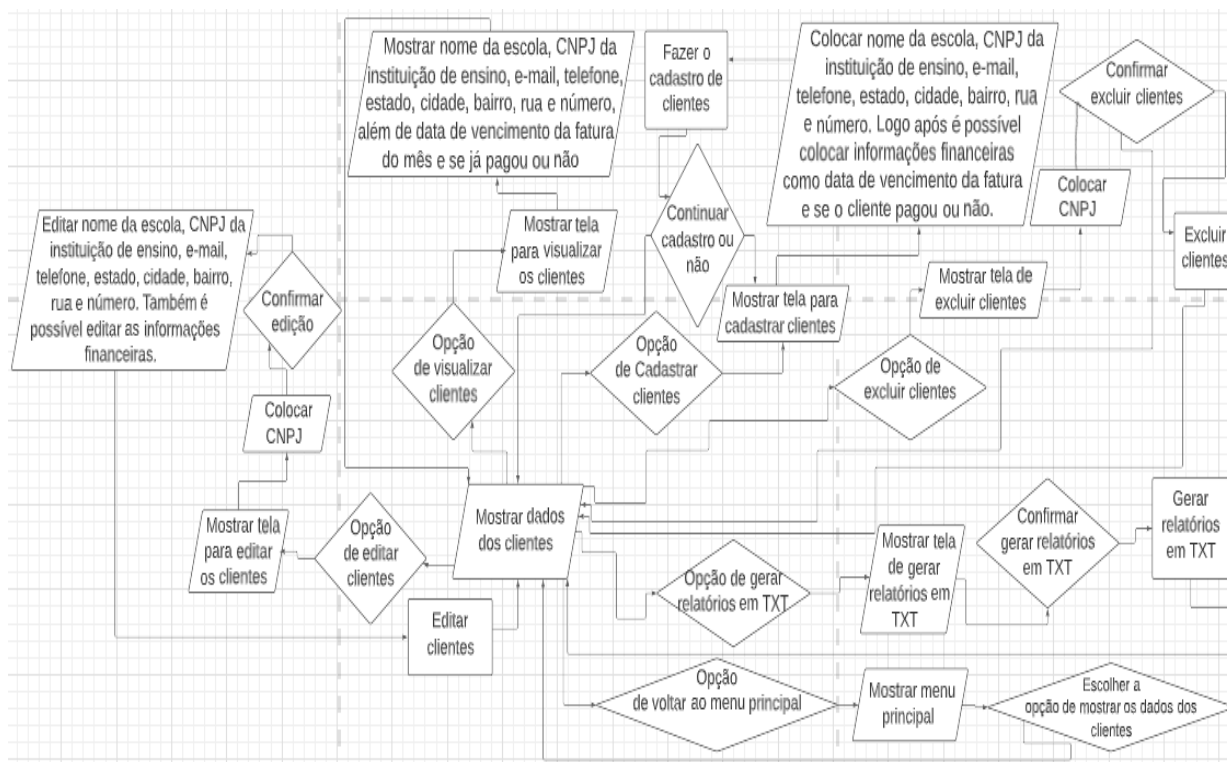 Mostrar nome da escola, CNPJ da
instituição de ensino, e-mail, telefone,
estado, cidade, bairro, rua e número,
além de data de vencimento da fatura
do mês e se já pagou ou não
Fazer o
cadastro de
clientes
Colocar nome da escola, CNPJ da
instituição de ensino, e-mail,
telefone, estado, cidade, bairro, rua
e número. Logo após é possível
colocar informações financeiras
como data de vencimento da fatura
e se o cliente pagou ou não.
Confirmar
excluir clientes
Colocar
CNPJ
Excluir
clientes
Editar nome da escola, CNPJ da
instituição de ensino, e-mail,
telefone, estado, cidade, bairro,
rua e número. Também é
possível editar as informações
financeiras.
Confirmar
edição
Mostrar tela
para visualizar
os clientes
Continuar
cadastro ou
não
Mostrar tela para
cadastrar clientes
Mostrar tela de
excluir clientes
Opção
de visualizar
clientes
Opção
de Cadastrar
clientes
Opção de
excluir clientes
Colocar
CNPJ
Mostrar tela
para editar
os clientes
Opção
de editar
clientes
Mostrar dados
dos clientes
Editar
clientes
Opção de gerar
relatórios em TXT
Mostrar tela
de gerar
relatórios em
TXT
Confirmar
gerar relatórios
em TXT
Gerar
relatórios
em TXT
Opção
de voltar ao menu principal
Mostrar menu
principal
Escolher a
opção de mostrar os dados dos
clientes